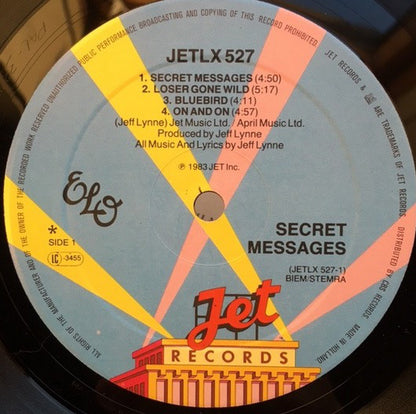 ALL RIGHTS OF THE MANUFACTURER AND OF THE OWNER OF THE RECORDED WORK RESERVED UNAUTHORIZED PUBLIC PERFORMANCE BROADCASTING AND COPYING OF THIS RECORD PROHIBITED
JET RECORDS & ARE TRADEMARKS OF JET RECORDS. DISTRIBUTED BY CBS RECORDS. MADE IN HOLLAND
JETLX 527
1. SECRET MESSAGES (4:50)
2. LOSER GONE WILD (5:17)
3. BLUEBIRD (4:11)
4. ON AND ON (4:57)
(Jeff Lynne) Jet Music Ltd. / April Music Ltd.
Produced by Jeff Lynne
All Music And Lyrics by Jeff Lynne
℗ 1983 JET Inc.
ELO
*
SIDE 1
LC-3455
SECRET
MESSAGES
(JETLX 527-1)
BIEM/STEMRA
Jet
RECORDS